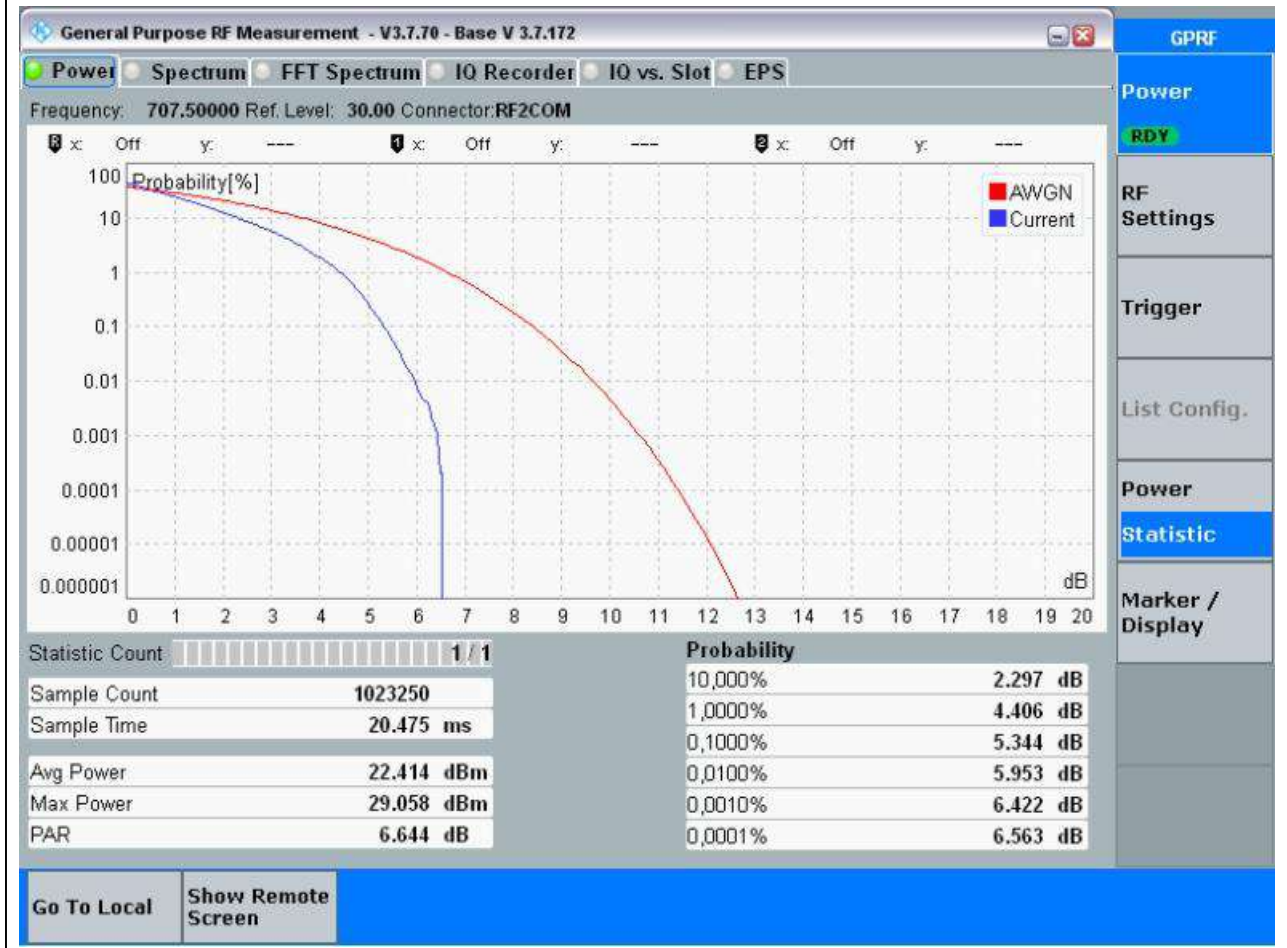 General Purpose RF Measurement - V3.7.70 - Base V 3.7.172
GPRF
Power Spectrum FFT Spectrum IQ Recorder IQ vs. Slot EPS
Frequency: 707.50000 Ref. Level: 30.00 Connector:RF2COM
R x: Off y: --- 1 x: Off y: --- 2 x: Off y: ---
Probability[%]
100
10
1
0.1
0.01
0.001
0.0001
0.00001
0.000001
AWGN
Current
dB
0 1 2 3 4 5 6 7 8 9 10 11 12 13 14 15 16 17 18 19 20
Statistic Count 1 / 1
Sample Count 1023250
Sample Time 20.475 ms
Avg Power 22.414 dBm
Max Power 29.058 dBm
PAR 6.644 dB
Probability
10,000% 2.297 dB
1,0000% 4.406 dB
0,1000% 5.344 dB
0,0100% 5.953 dB
0,0010% 6.422 dB
0,0001% 6.563 dB
Power
RDY
RF
Settings
Trigger
List Config.
Power
Statistic
Marker /
Display
Go To Local
Show Remote
Screen